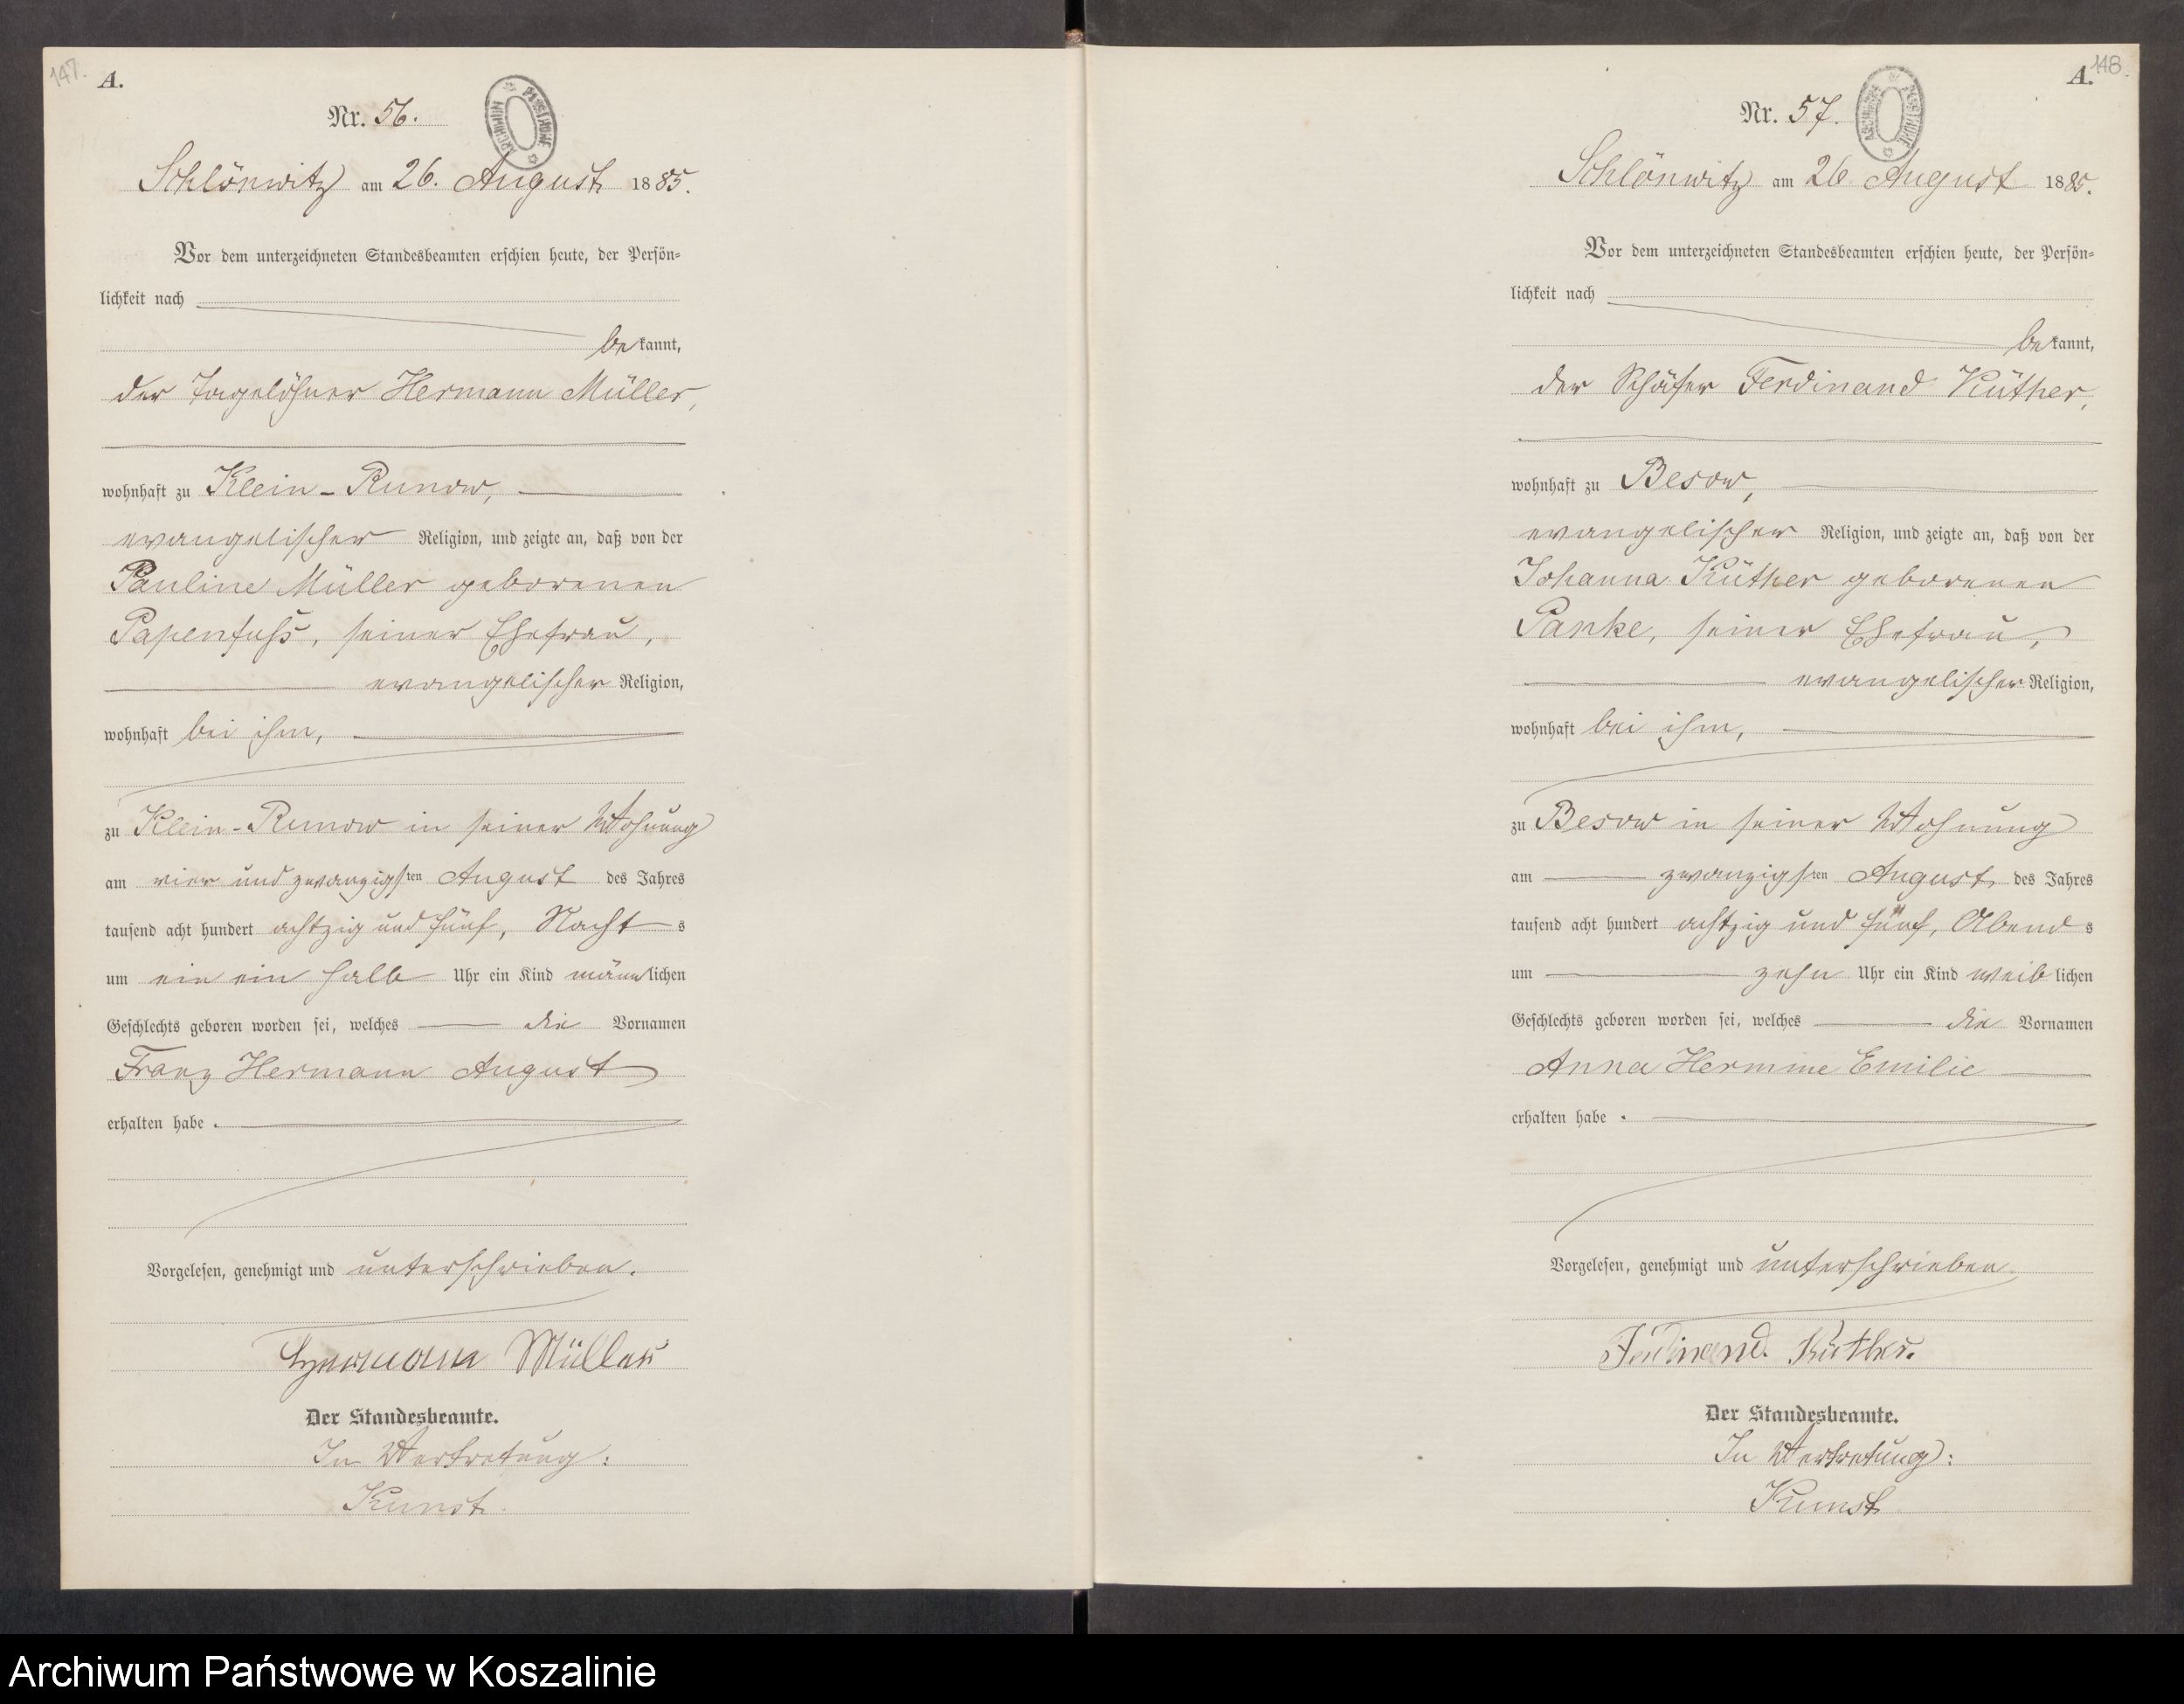 147.
A.
Nr. 56.
ARCHIWUM PAŃSTWOWE
Schlönwitz am 26. August 1885.
Vor dem unterzeichneten Standesbeamten erschien heute, der Persön-
lichkeit nach
bekannt,
der Tagelöhner Hermann Müller,
wohnhaft zu Klein-Runow,
evangelischer Religion, und zeigte an, daß von der
Pauline Müller geborenen
Papenfuß, seiner Ehefrau,
evangelischer Religion,
wohnhaft bei ihm,
zu Klein-Runow in seiner Wohnung
am vier und zwanzigsten August des Jahres
tausend acht hundert achtzig und fünf, Nachts
um ein ein halb Uhr ein Kind männlichen
Geschlechts geboren worden sei, welches die Vornamen
Franz Hermann August
erhalten habe.
Vorgelesen, genehmigt und unterschrieben.
Hermann Müller
Der Standesbeamte.
In Vertretung:
Kunst.
148.
A.
Nr. 57.
ARCHIWUM PAŃSTWOWE
Schlönwitz am 26. August 1885.
Vor dem unterzeichneten Standesbeamten erschien heute, der Persön-
lichkeit nach
bekannt,
der Schäfer Ferdinand Küther,
wohnhaft zu Besow,
evangelischer Religion, und zeigte an, daß von der
Johanna Küther geborenen
Panke, seiner Ehefrau,
evangelischer Religion,
wohnhaft bei ihm,
zu Besow in seiner Wohnung
am zwanzigsten August des Jahres
tausend acht hundert achtzig und fünf, Abends
um zehn Uhr ein Kind weiblichen
Geschlechts geboren worden sei, welches die Vornamen
Anna Hermine Emilie
erhalten habe.
Vorgelesen, genehmigt und unterschrieben.
Ferdinand Küther.
Der Standesbeamte.
In Vertretung:
Kunst
Archiwum Państwowe w Koszalinie